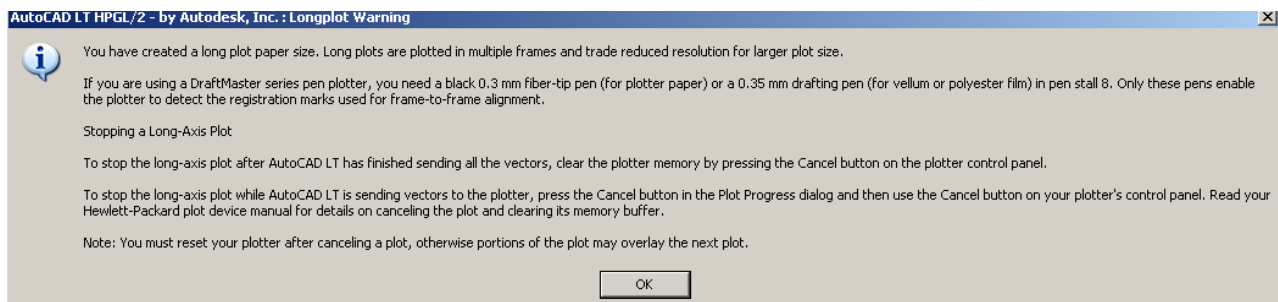 AutoCAD LT HPGL/2 - by Autodesk, Inc. : Longplot Warning
You have created a long plot paper size. Long plots are plotted in multiple frames and trade reduced resolution for larger plot size.
If you are using a DraftMaster series pen plotter, you need a black 0.3 mm fiber-tip pen (for plotter paper) or a 0.35 mm drafting pen (for vellum or polyester film) in pen stall 8. Only these pens enable
the plotter to detect the registration marks used for frame-to-frame alignment.
Stopping a Long-Axis Plot
To stop the long-axis plot after AutoCAD LT has finished sending all the vectors, clear the plotter memory by pressing the Cancel button on the plotter control panel.
To stop the long-axis plot while AutoCAD LT is sending vectors to the plotter, press the Cancel button in the Plot Progress dialog and then use the Cancel button on your plotter's control panel. Read your
Hewlett-Packard plot device manual for details on canceling the plot and clearing its memory buffer.
Note: You must reset your plotter after canceling a plot, otherwise portions of the plot may overlay the next plot.
OK